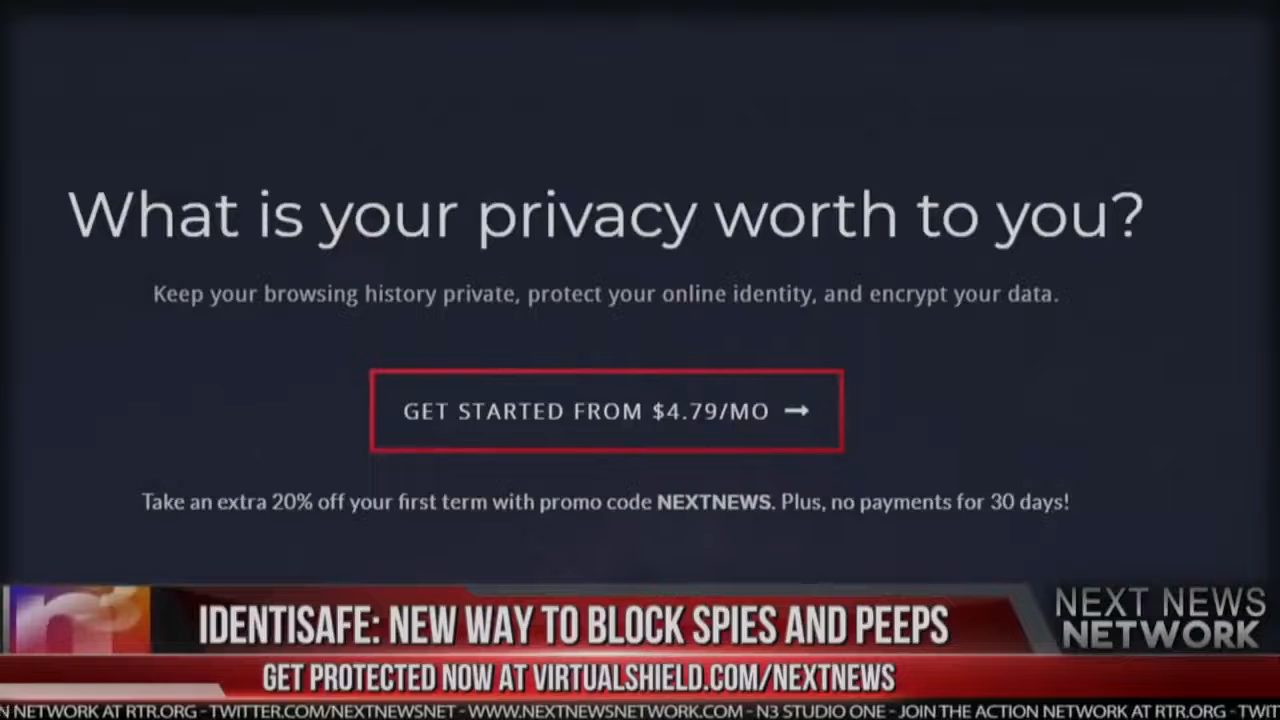 What is your privacy worth to you?
Keep your browsing history private, protect your online identity, and encrypt your data.
GET STARTED FROM $4.79/MO →
Take an extra 20% off your first term with promo code NEXTNEWS. Plus, no payments for 30 days!
IDENTISAFE: NEW WAY TO BLOCK SPIES AND PEEPS
NEXT NEWS
NETWORK
GET PROTECTED NOW AT VIRTUALSHIELD.COM/NEXTNEWS
N NETWORK AT RTR.ORG - TWITTER.COM/NEXTNEWSNET - WWW.NEXTNEWSNETWORK.COM - N3 STUDIO ONE - JOIN THE ACTION NETWORK AT RTR.ORG - TWIT